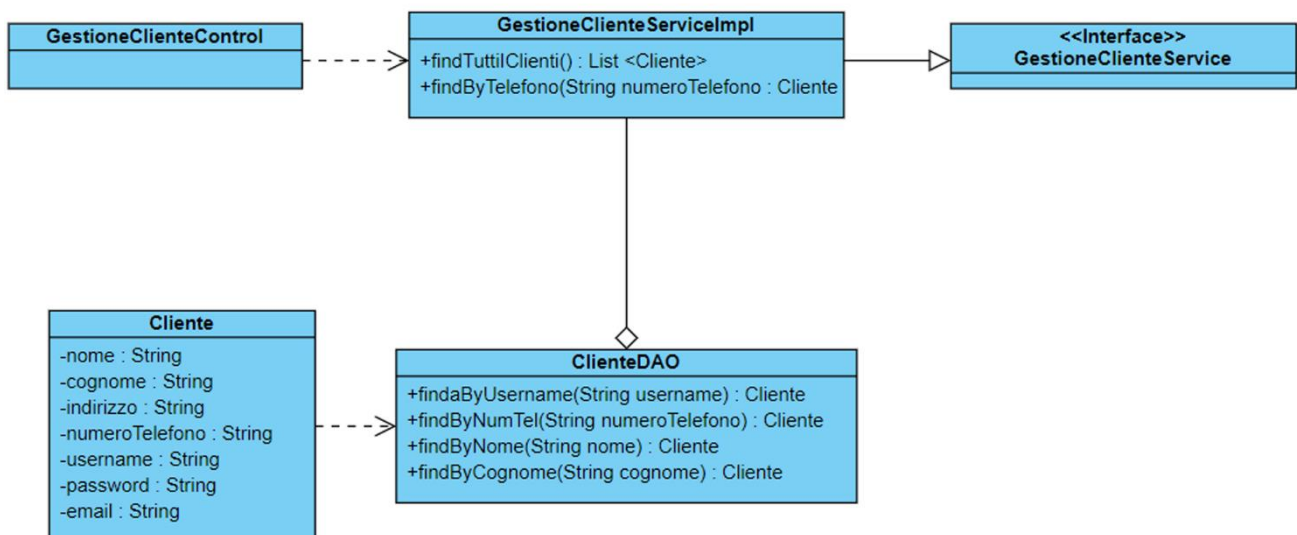 GestioneClienteControl
GestioneClienteServiceImpl
+findTuttiIClienti() : List <Cliente>
+findByTelefono(String numeroTelefono : Cliente
<<Interface>>
GestioneClienteService
Cliente
-nome : String
-cognome : String
-indirizzo : String
-numeroTelefono : String
-username : String
-password : String
-email : String
ClienteDAO
+findaByUsername(String username) : Cliente
+findByNumTel(String numeroTelefono) : Cliente
+findByNome(String nome) : Cliente
+findByCognome(String cognome) : Cliente